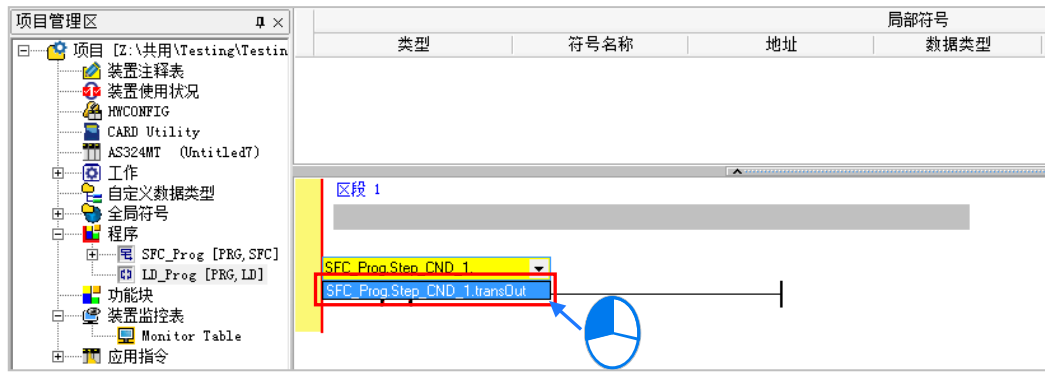 项目管理区
项目 [Z:\共用\Testing\Testin
装置注释表
装置使用状况
HWCONFIG
CARD Utility
AS324MT (Untitled7)
工作
自定义数据类型
全局符号
程序
SFC_Prog [PRG,SFC]
LD_Prog [PRG,LD]
功能块
装置监控表
Monitor Table
应用指令
局部符号
类型 符号名称 地址 数据类型
区段 1
SFC_Prog.Step_CND_1.
SFC_Prog.Step_CND_1.transOut